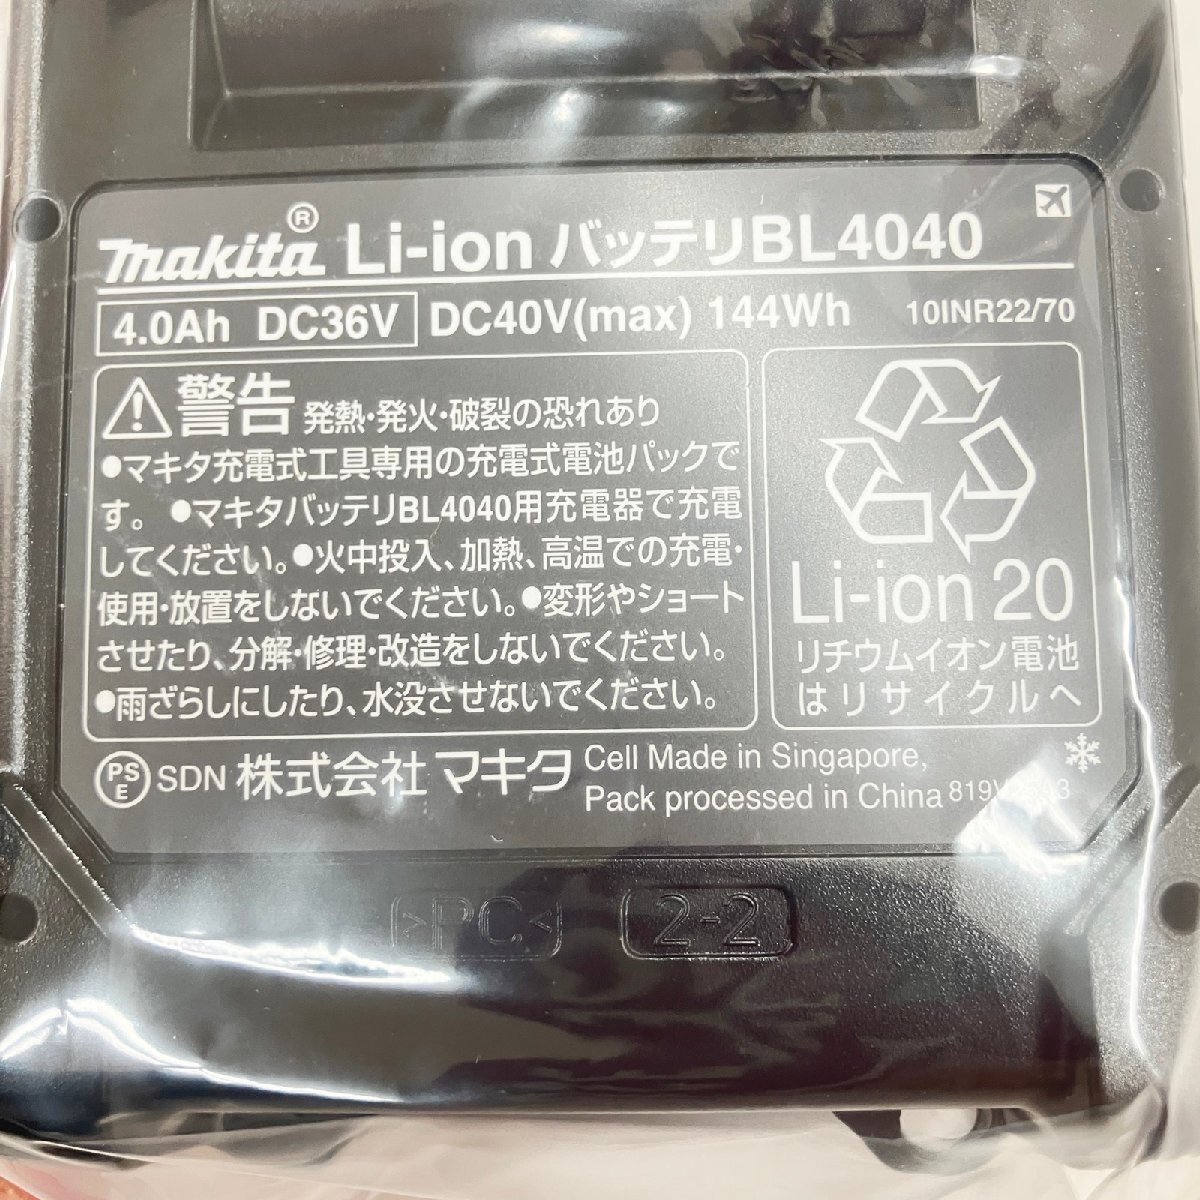 makita® Li-ion バッテリBL4040
4.0Ah DC36V DC40V(max) 144Wh 10INR22/70
警告 発熱・発火・破裂の恐れあり
●マキタ充電式工具専用の充電式電池パックで
す。 ●マキタバッテリBL4040用充電器で充電
してください。●火中投入、加熱、高温での充電・
使用・放置をしないでください。●変形やショート
させたり、分解・修理・改造をしないでください。
●雨ざらしにしたり、水没させないでください。
Li-ion 20
リチウムイオン電池
はリサイクルへ
PS
E
SDN 株式会社 マキタ
Cell Made in Singapore,
Pack processed in China
>PC<
2-2